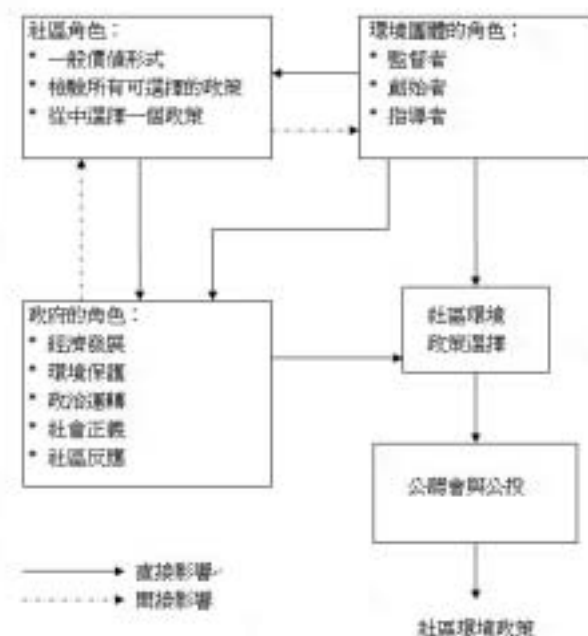 社區角色：
* 一般價值形式
* 檢驗所有可選擇的政策
* 從中選擇一個政策
環境團體的角色：
* 監督者
* 創始者
* 指導者
政府的角色：
* 經濟發展
* 環境保護
* 政治運轉
* 社會正義
* 社區反應
社區環境
政策選擇
公聽會與公投
直接影響
間接影響
社區環境政策